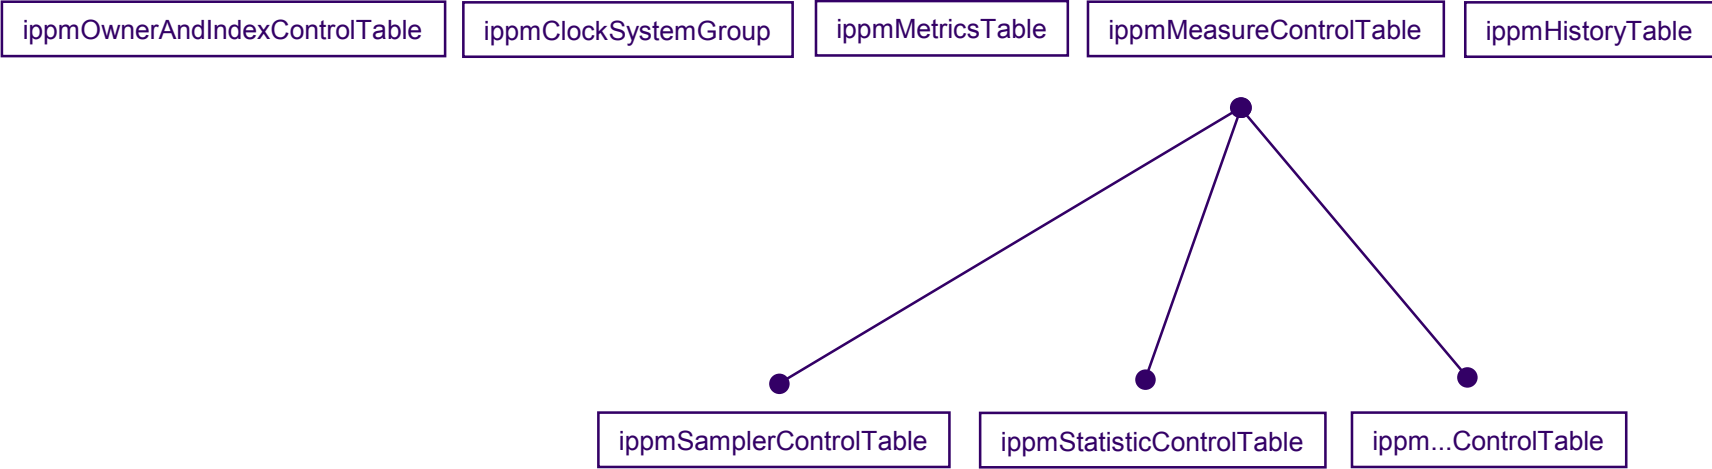 ippmOwnerAndIndexControlTable
ippmClockSystemGroup
ippmMetricsTable
ippmMeasureControlTable
ippmHistoryTable
ippmSamplerControlTable
ippmStatisticControlTable
ippm...ControlTable